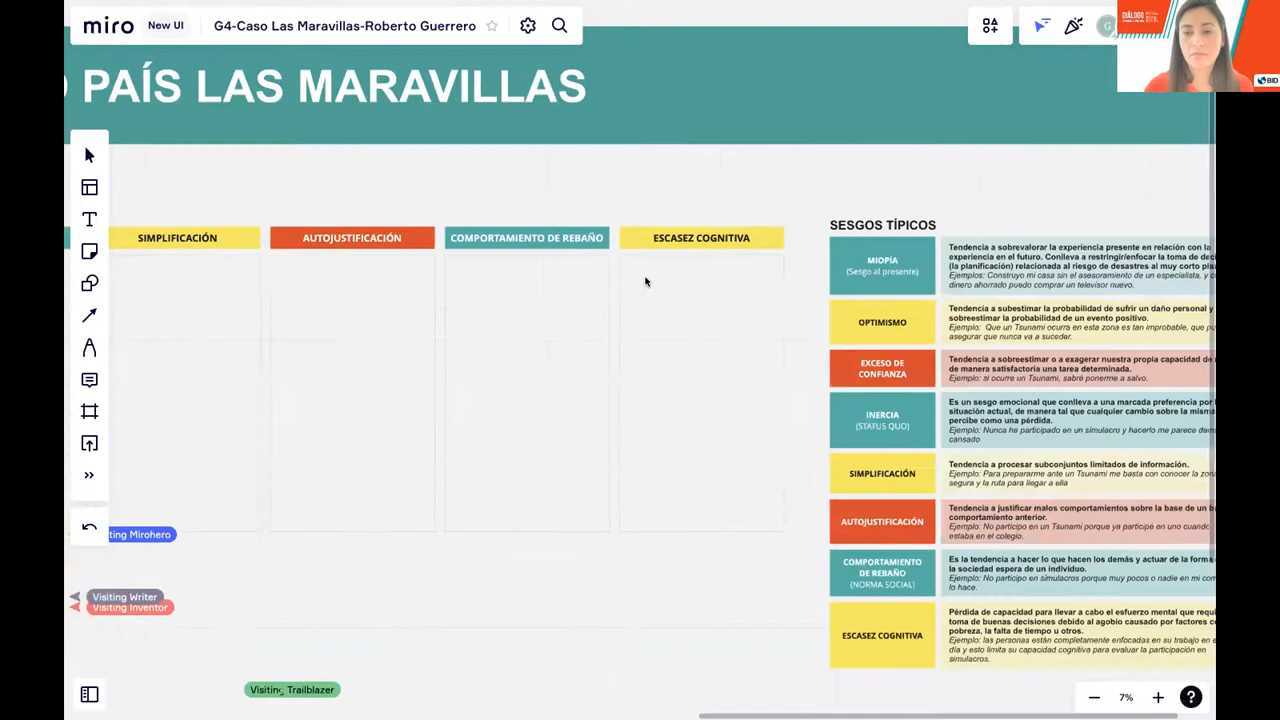 miro
New UI
G4-Caso Las Maravillas-Roberto Guerrero
G
DIÁLOGO
BID
PAÍS LAS MARAVILLAS
SIMPLIFICACIÓN
AUTOJUSTIFICACIÓN
COMPORTAMIENTO DE REBAÑO
ESCASEZ COGNITIVA
SESGOS TÍPICOS
MIOPÍA
(Sesgo al presente)
Tendencia a sobrevalorar la experiencia presente en relación con la
experiencia en el futuro. Conlleva a restringir/enfocar la toma de deci
(la planificación) relacionada al riesgo de desastres al muy corto pla
Ejemplos: Construyo mi casa sin el asesoramiento de un especialista, y
dinero ahorrado puedo comprar un televisor nuevo.
OPTIMISMO
Tendencia a subestimar la probabilidad de sufrir un daño personal y
sobreestimar la probabilidad de un evento positivo.
Ejemplo: Que un Tsunami ocurra en esta zona es tan improbable, que pu
asegurar que nunca va a suceder.
EXCESO DE
CONFIANZA
Tendencia a sobreestimar o a exagerar nuestra propia capacidad de
de manera satisfactoria una tarea determinada.
Ejemplo: si ocurre un Tsunami, sabré ponerme a salvo.
INERCIA
(STATUS QUO)
Es un sesgo emocional que conlleva a una marcada preferencia por
situación actual, de manera tal que cualquier cambio sobre la misma
percibe como una pérdida.
Ejemplo: Nunca he participado en un simulacro y hacerlo me parece
cansado
SIMPLIFICACIÓN
Tendencia a procesar subconjuntos limitados de información.
Ejemplo: Para prepararme ante un Tsunami me basta con conocer la zona
segura y la ruta para llegar a ella
AUTOJUSTIFICACIÓN
Tendencia a justificar malos comportamientos sobre la base de un
comportamiento anterior.
Ejemplo: No participo en un Tsunami porque ya participé en uno cuando
estaba en el colegio.
COMPORTAMIENTO
DE REBAÑO
(NORMA SOCIAL)
Es la tendencia a hacer lo que hacen los demás y actuar de la forma
la sociedad espera de un individuo.
Ejemplo: No participo en simulacros porque muy pocos o nadie en mi com
lo hace.
ESCASEZ COGNITIVA
Pérdida de capacidad para llevar a cabo el esfuerzo mental que requi
toma de buenas decisiones debido al agobio causado por factores
pobreza, la falta de tiempo u otros.
Ejemplo: las personas están completamente enfocadas en su trabajo en
día y esto limita su capacidad cognitiva para evaluar la participación en
simulacros.
ting Mirohero
Visiting Writer
Visiting Inventor
Visiting Trailblazer
7%